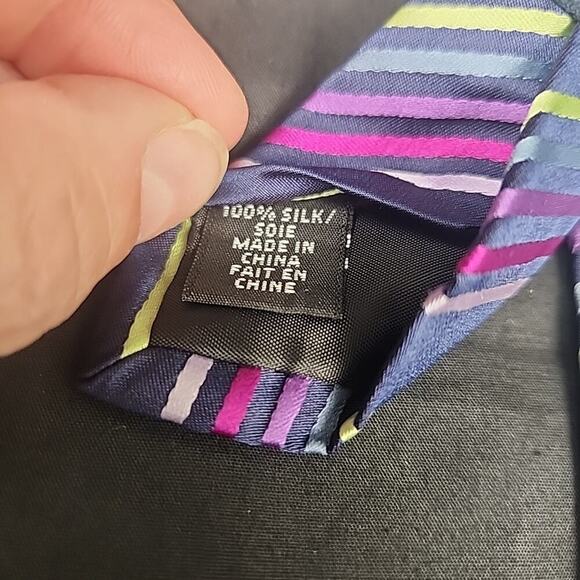 100% SILK/
SOIE
MADE IN
CHINA
FAIT EN
CHINE